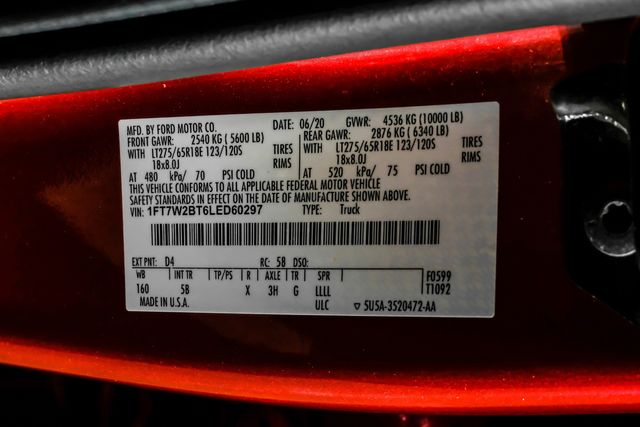 MFD. BY FORD MOTOR CO. DATE: 06/20 GVWR: 4536 KG (10000 LB)
FRONT GAWR: 2540 KG (5600 LB) REAR GAWR: 2876 KG (6340 LB)
WITH LT275/65R18E 123/120S TIRES WITH LT275/65R18E 123/120S TIRES
18x8.0J RIMS 18x8.0J RIMS
AT 480 kPa/ 70 PSI COLD AT 520 kPa/ 75 PSI COLD
THIS VEHICLE CONFORMS TO ALL APPLICABLE FEDERAL MOTOR VEHICLE
SAFETY STANDARDS IN EFFECT ON THE DATE OF MANUFACTURE SHOWN ABOVE.
VIN: 1FT7W2BT6LED60297 TYPE: Truck
EXT PNT: D4 RC: 58 DSO:
WB INT TR TP/PS R AXLE TR SPR F0599
160 5B X 3H G LLLL T1092
MADE IN U.S.A. ULC ▽ 5U5A-3520472-AA